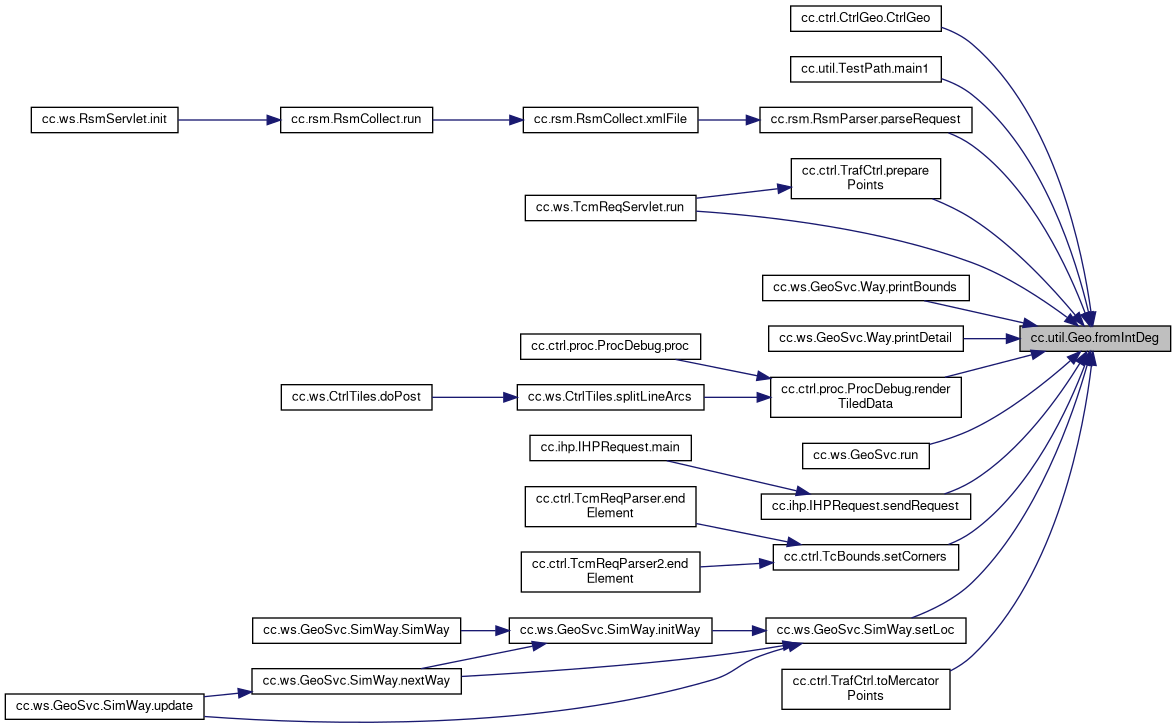 cc.ctrl.CtrlGeo.CtrlGeo
cc.util.TestPath.main1
cc.ws.RsmServlet.init
cc.rsm.RsmCollect.run
cc.rsm.RsmCollect.xmlFile
cc.rsm.RsmParser.parseRequest
cc.ctrl.TrafCtrl.prepare
Points
cc.ws.TcmReqServlet.run
cc.ws.GeoSvc.Way.printBounds
cc.ws.GeoSvc.Way.printDetail
cc.util.Geo.fromIntDeg
cc.ctrl.proc.ProcDebug.proc
cc.ctrl.proc.ProcDebug.render
TiledData
cc.ws.CtrlTiles.doPost
cc.ws.CtrlTiles.splitLineArcs
cc.ihp.IHPRequest.main
cc.ws.GeoSvc.run
cc.ctrl.TcmReqParser.end
Element
cc.ihp.IHPRequest.sendRequest
cc.ctrl.TcmReqParser2.end
Element
cc.ctrl.TcBounds.setCorners
cc.ws.GeoSvc.SimWay.SimWay
cc.ws.GeoSvc.SimWay.initWay
cc.ws.GeoSvc.SimWay.setLoc
cc.ws.GeoSvc.SimWay.nextWay
cc.ctrl.TrafCtrl.toMercator
Points
cc.ws.GeoSvc.SimWay.update